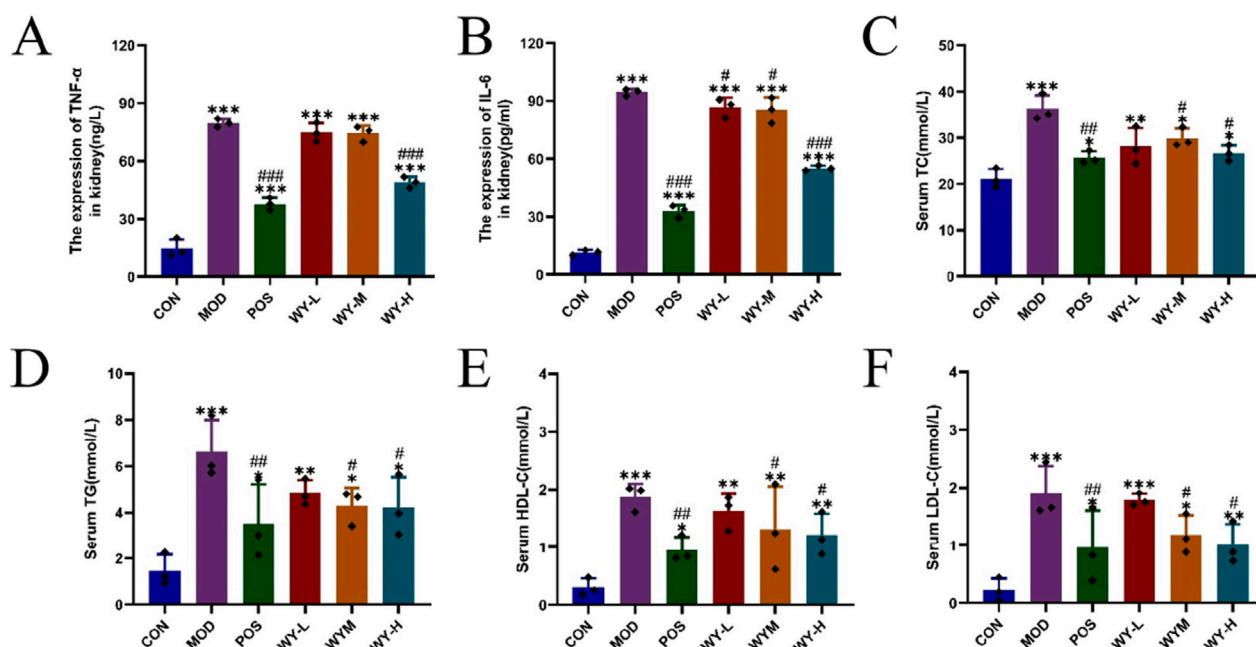 A
The expression of TNF-α
in kidney(ng/L)
120
90
60
30
0
***
***
###
***
***
***
###
***
CON
MOD
POS
WY-L
WY-M
WY-H
B
The expression of IL-6
in kidney(pg/ml)
120
90
60
30
0
***
###
***
#
***
#
***
###
***
CON
MOD
POS
WY-L
WY-M
WY-H
C
Serum TC(mmol/L)
50
40
30
20
10
0
***
##
*
**
#
*
#
*
CON
MOD
POS
WY-L
WY-M
WY-H
D
Serum TG(mmol/L)
10
8
6
4
2
0
***
##
*
**
#
*
#
*
CON
MOD
POS
WY-L
WYM
WY-H
E
Serum HDL-C(mmol/L)
4
3
2
1
0
***
##
*
**
#
**
#
**
CON
MOD
POS
WY-L
WYM
WY-H
F
Serum LDL-C(mmol/L)
4
3
2
1
0
***
##
*
***
#
*
#
**
CON
MOD
POS
WY-L
WYM
WY-H